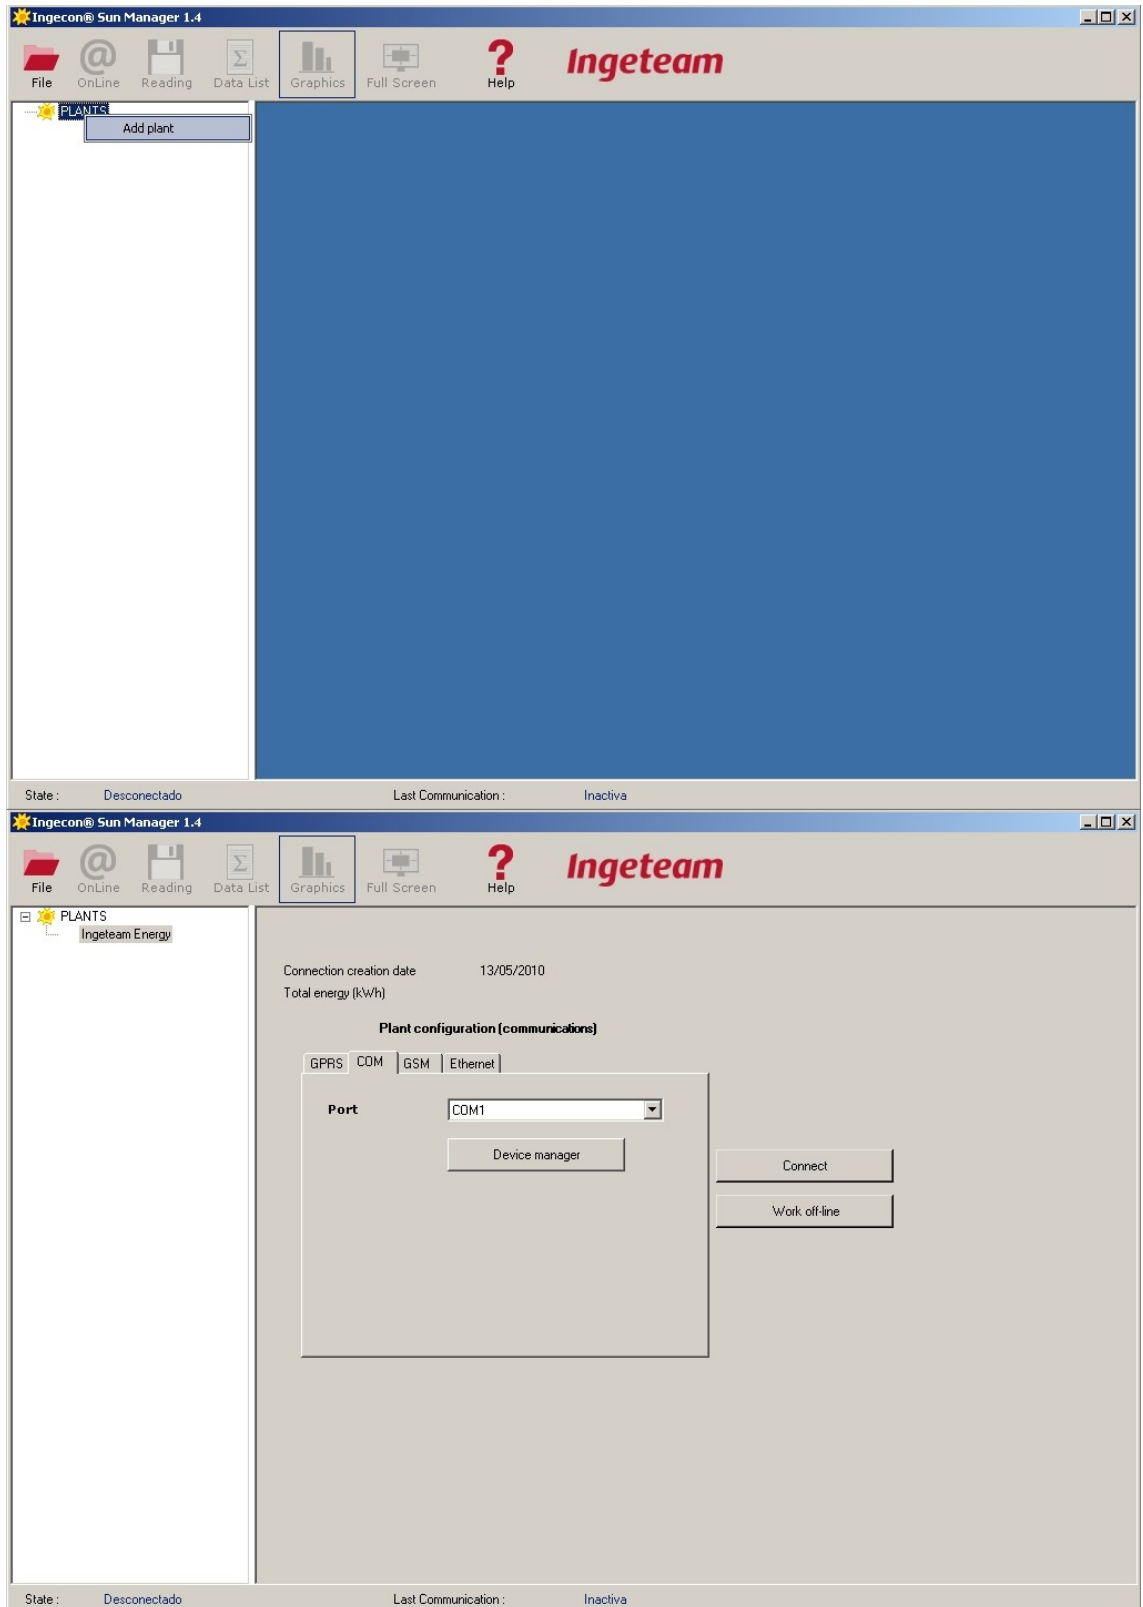 Ingecon® Sun Manager 1.4
File OnLine Reading Data List Graphics Full Screen Help Ingeteam
PLANTS
Add plant
State : Desconectado Last Communication : Inactiva
Ingecon® Sun Manager 1.4
File OnLine Reading Data List Graphics Full Screen Help Ingeteam
PLANTS
Ingeteam Energy
Connection creation date 13/05/2010
Total energy (kWh)
Plant configuration (communications)
GPRS COM GSM Ethernet
Port COM1
Device manager
Connect
Work off-line
State : Desconectado Last Communication : Inactiva